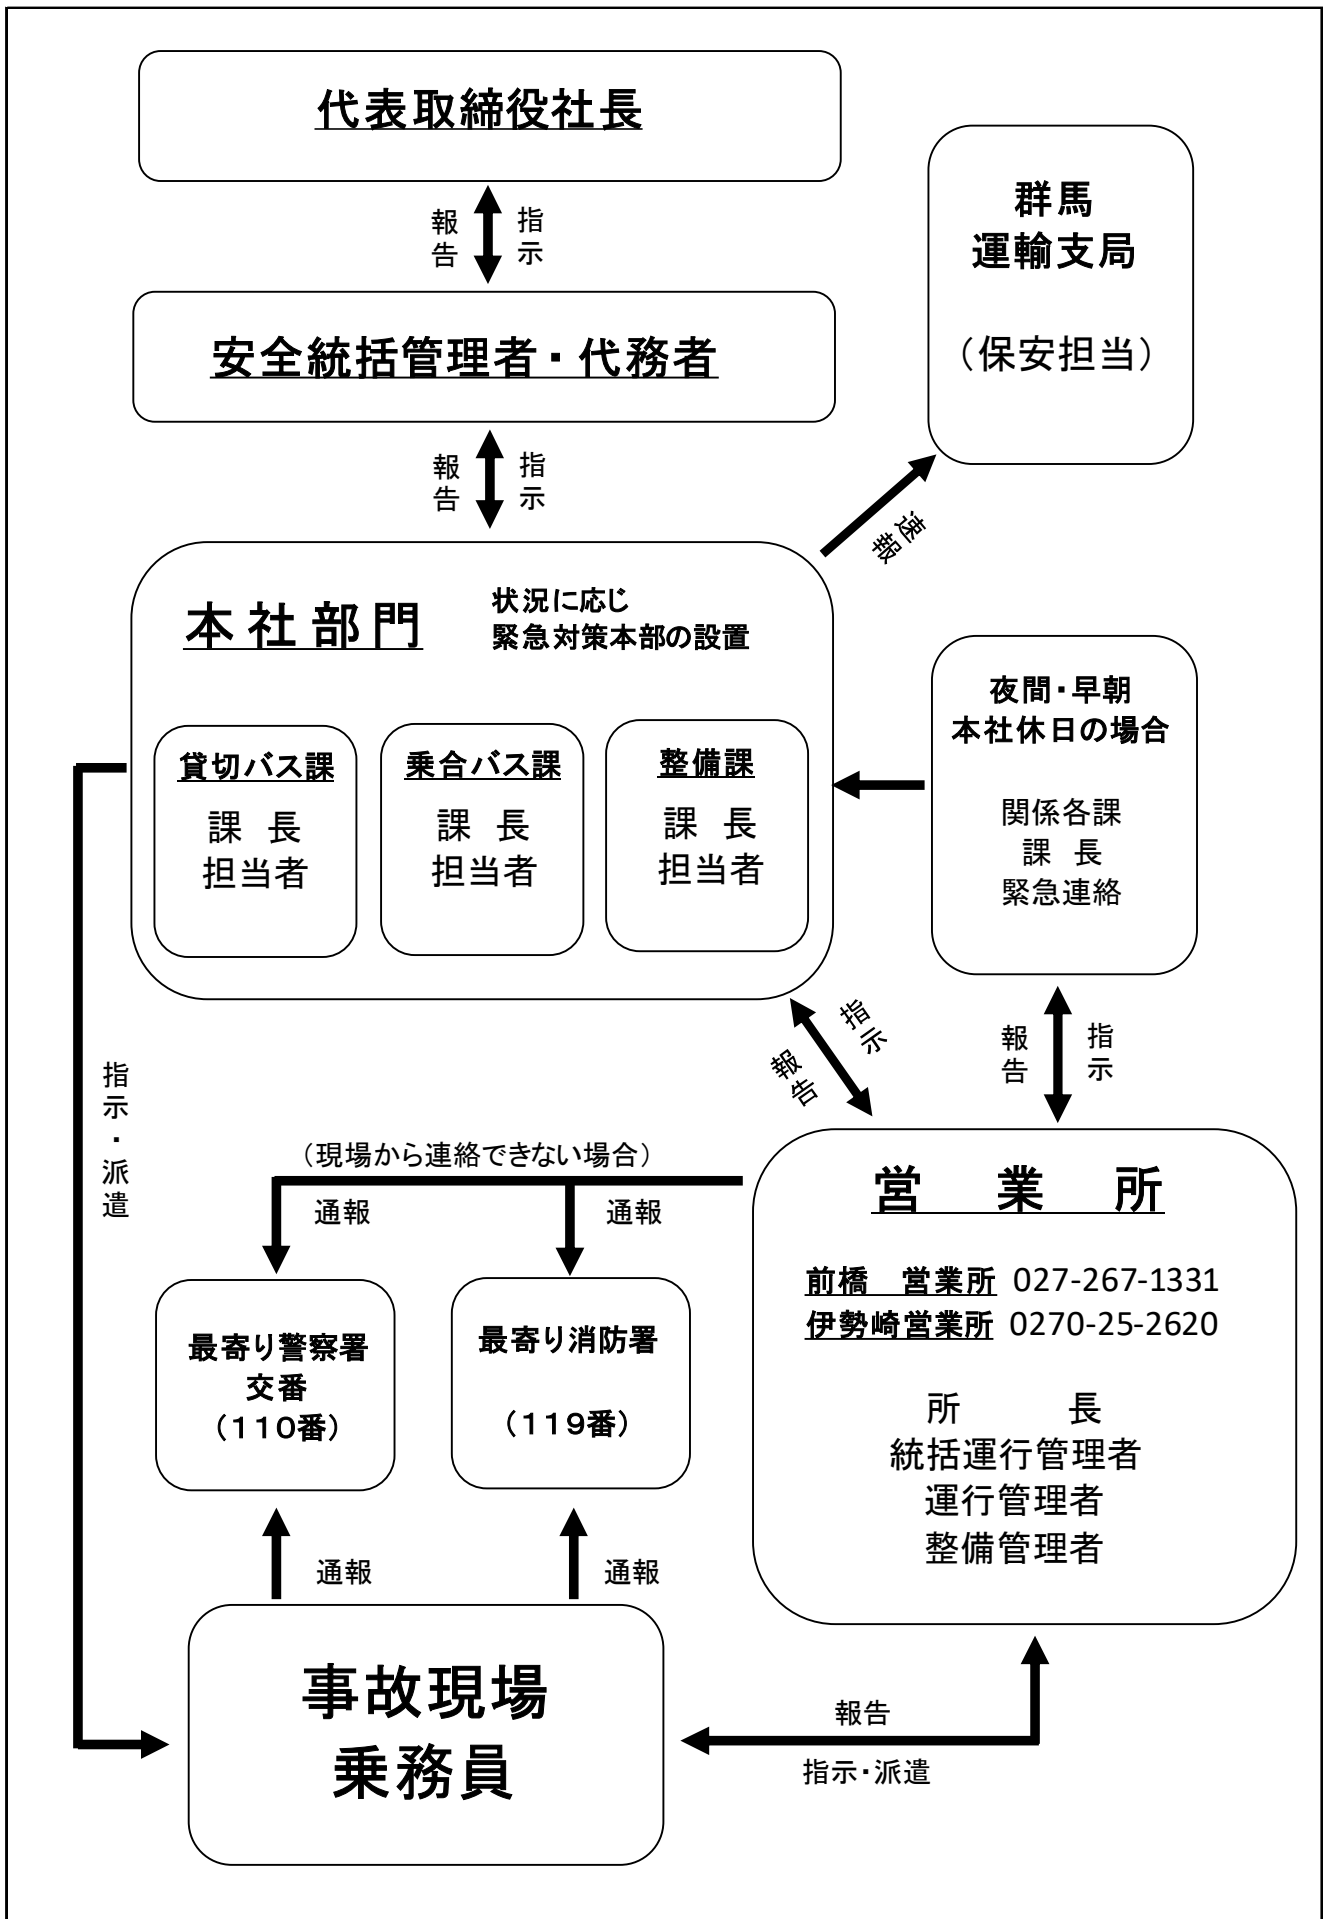 代表取締役社長
報告
指示
安全統括管理者・代務者
報告
指示
群馬
運輸支局
（保安担当）
速報
本社部門
状況に応じ
緊急対策本部の設置
貸切バス課
課　長
担当者
乗合バス課
課　長
担当者
整備課
課　長
担当者
夜間・早朝
本社休日の場合
関係各課
課　長
緊急連絡
指示
報告
報告
指示
指示・派遣
（現場から連絡できない場合）
通報
通報
営　業　所
前橋　営業所 027-267-1331
伊勢崎営業所 0270-25-2620
所　　　長
統括運行管理者
運行管理者
整備管理者
最寄り警察署
交番
（１１０番）
最寄り消防署
（１１９番）
通報
通報
事故現場
乗務員
報告
指示・派遣